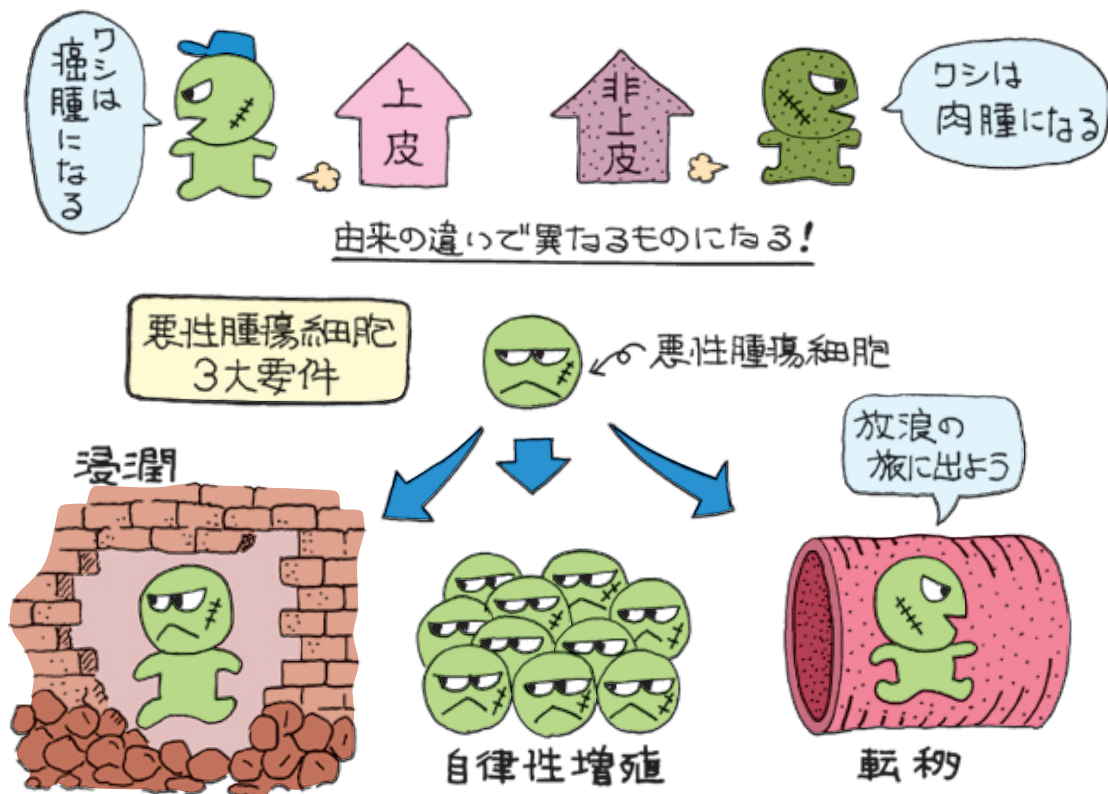 ワシは
癌腫に
なる
上皮
非上皮
ワシは
肉腫になる
由来の違いで異なるものになる!
悪性腫瘍細胞
3大要件
悪性腫瘍細胞
放浪の
旅に出よう
浸潤
自律性増殖
転移